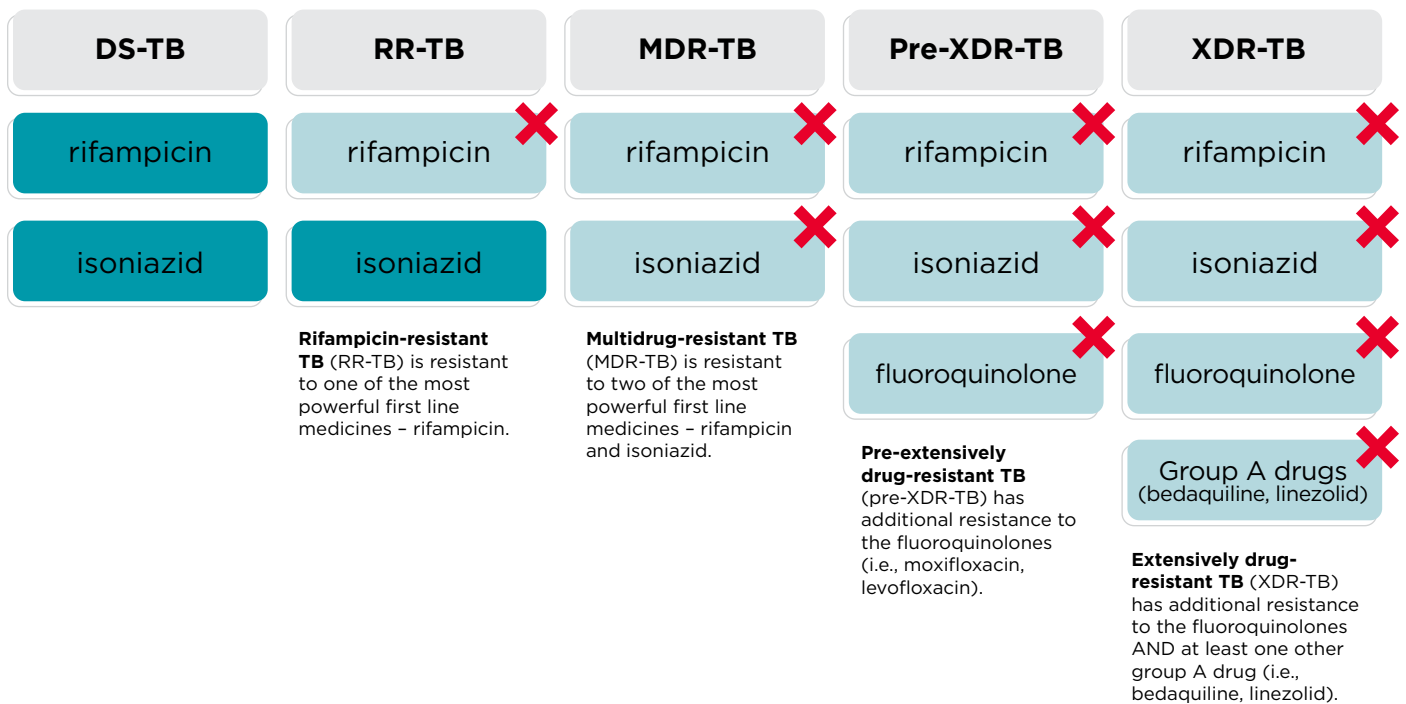 DS-TB
RR-TB
MDR-TB
Pre-XDR-TB
XDR-TB
rifampicin
rifampicin
rifampicin
rifampicin
rifampicin
isoniazid
isoniazid
isoniazid
isoniazid
isoniazid
Rifampicin-resistant
TB (RR-TB) is resistant
to one of the most
powerful first line
medicines – rifampicin.
Multidrug-resistant TB
(MDR-TB) is resistant
to two of the most
powerful first line
medicines – rifampicin
and isoniazid.
fluoroquinolone
fluoroquinolone
Pre-extensively
drug-resistant TB
(pre-XDR-TB) has
additional resistance to
the fluoroquinolones
(i.e., moxifloxacin,
levofloxacin).
Group A drugs
(bedaquiline, linezolid)
Extensively drug-
resistant TB (XDR-TB)
has additional resistance
to the fluoroquinolones
AND at least one other
group A drug (i.e.,
bedaquiline, linezolid).